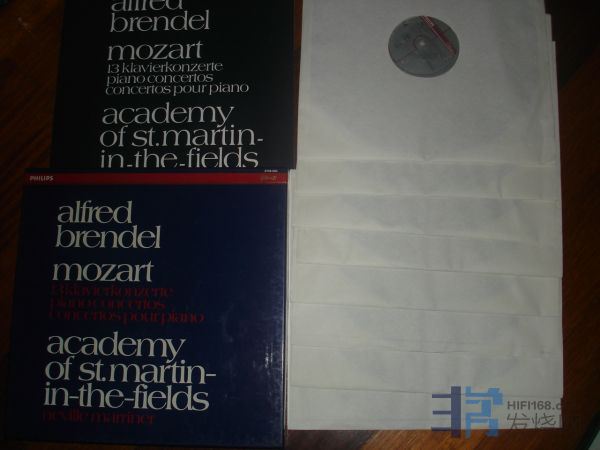 alfred
brendel
mozart
13 klavierkonzerte
piano concertos
concertos pour piano
academy
of st.martin-
in-the-fields
PHILIPS
alfred
brendel
mozart
13 klavierkonzerte
piano concertos
concertos pour piano
academy
of st.martin-
in-the-fields
neville marriner
HIFI168.c
发烧